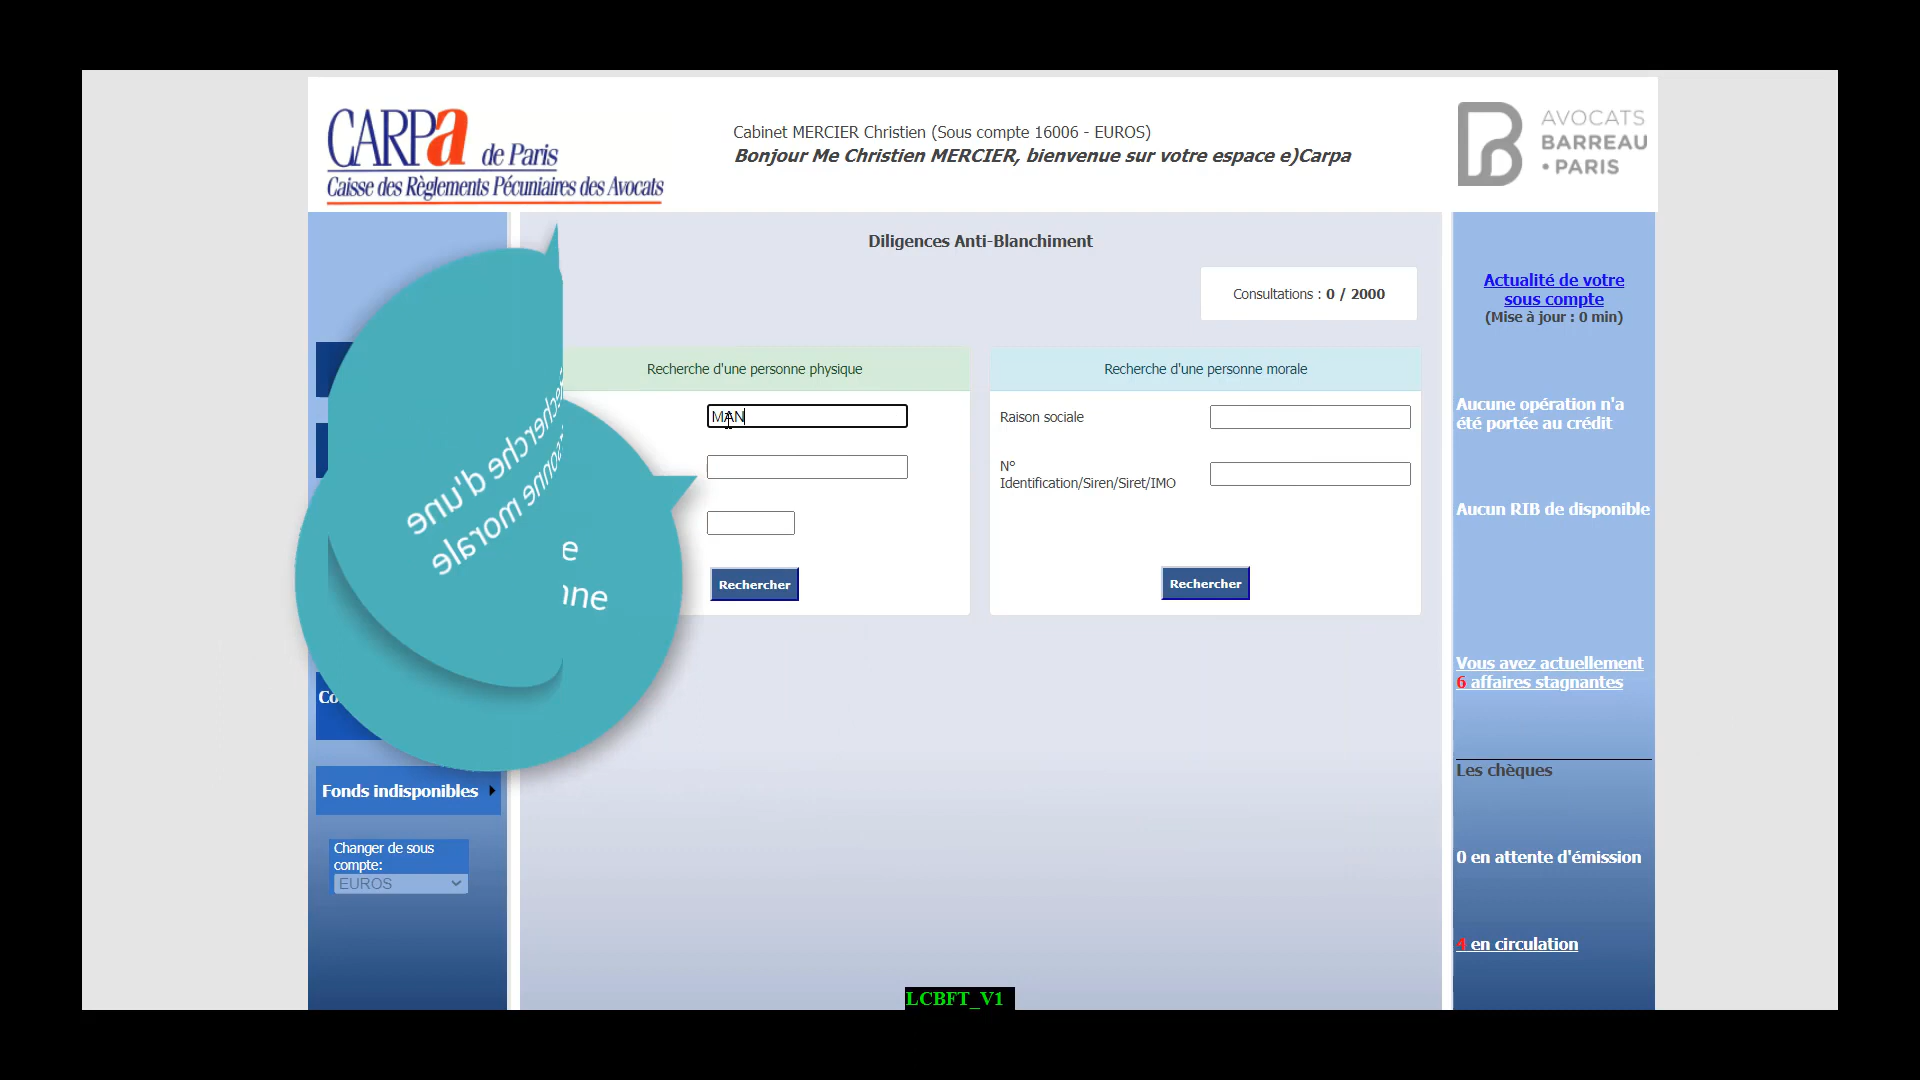 CARPa
de Paris
Caisse des Règlements Pécuniaires des Avocats
Cabinet MERCIER Christien (Sous compte 16006 - EUROS)
Bonjour Me Christien MERCIER, bienvenue sur votre espace e)Carpa
AVOCATS
BARREAU
• PARIS
Diligences Anti-Blanchiment
Consultations : 0 / 2000
Recherche d'une personne physique
MAN
Rechercher
Recherche d'une personne morale
Raison sociale
N°
Identification/Siren/Siret/IMO
Rechercher
recherche d'une
personne morale
Fonds indisponibles
Changer de sous
compte:
EUROS
Actualité de votre
sous compte
(Mise à jour : 0 min)
Aucune opération n'a
été portée au crédit
Aucun RIB de disponible
Vous avez actuellement
6 affaires stagnantes
Les chèques
0 en attente d'émission
4 en circulation
LCBFT_V1